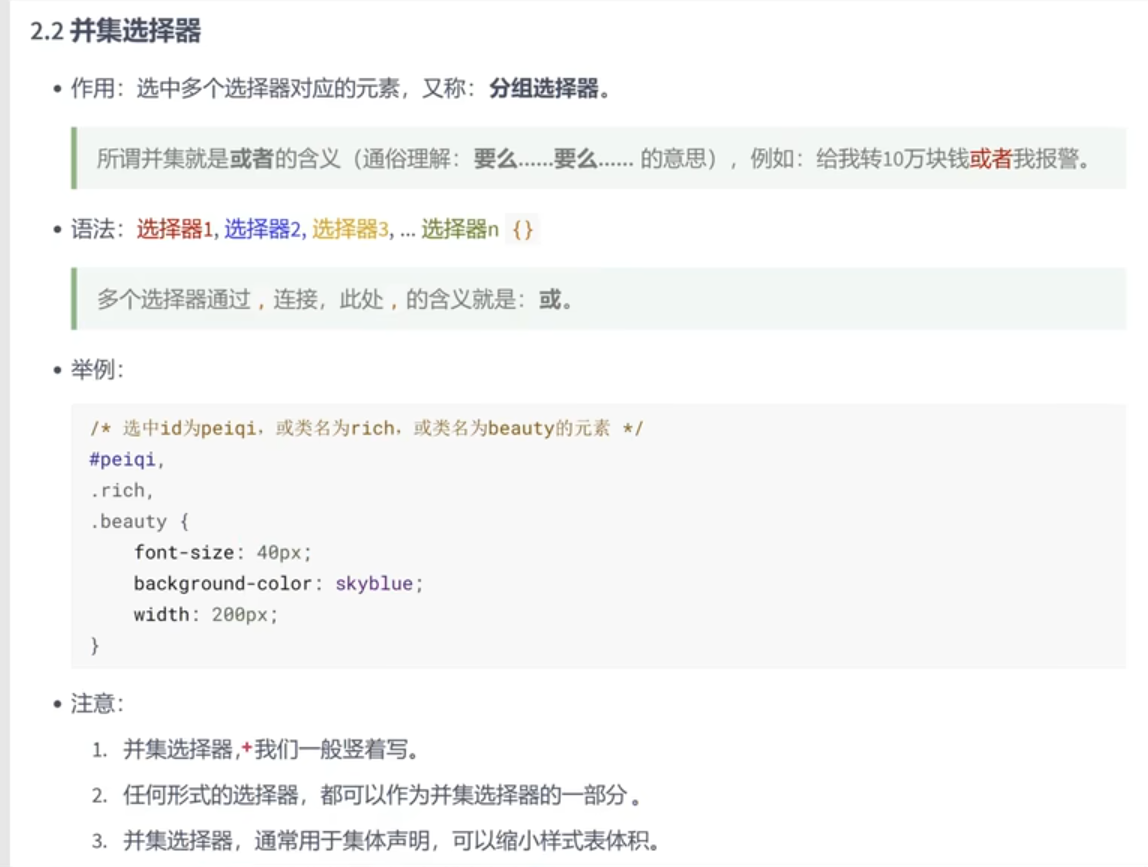 2.2 并集选择器
• 作用：选中多个选择器对应的元素，又称：分组选择器。
所谓并集就是或者的含义（通俗理解：要么......要么...... 的意思），例如：给我转10万块钱或者我报警。
• 语法：选择器1, 选择器2, 选择器3, ... 选择器n {}
多个选择器通过 , 连接，此处 , 的含义就是：或。
• 举例：
/* 选中id为peiqi，或类名为rich，或类名为beauty的元素 */
#peiqi,
.rich,
.beauty {
    font-size: 40px;
    background-color: skyblue;
    width: 200px;
}
• 注意：
1. 并集选择器,+我们一般竖着写。
2. 任何形式的选择器，都可以作为并集选择器的一部分 。
3. 并集选择器，通常用于集体声明，可以缩小样式表体积。